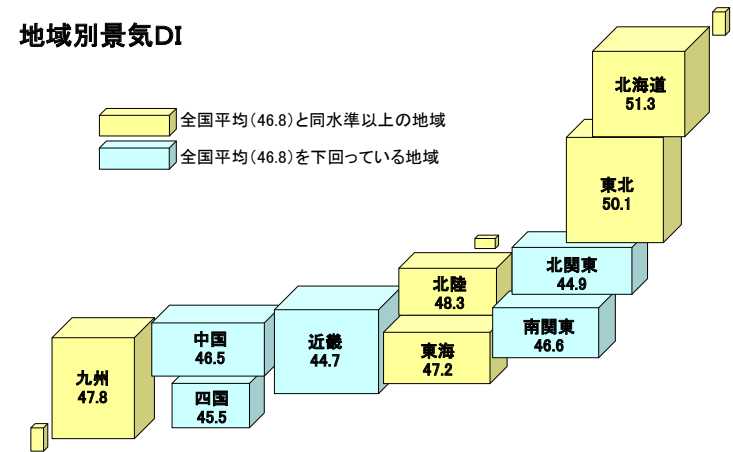 地域別景気DI
全国平均(46.8)と同水準以上の地域
全国平均(46.8)を下回っている地域
北海道
51.3
東北
50.1
北関東
44.9
北陸
48.3
南関東
46.6
東海
47.2
近畿
44.7
中国
46.5
四国
45.5
九州
47.8